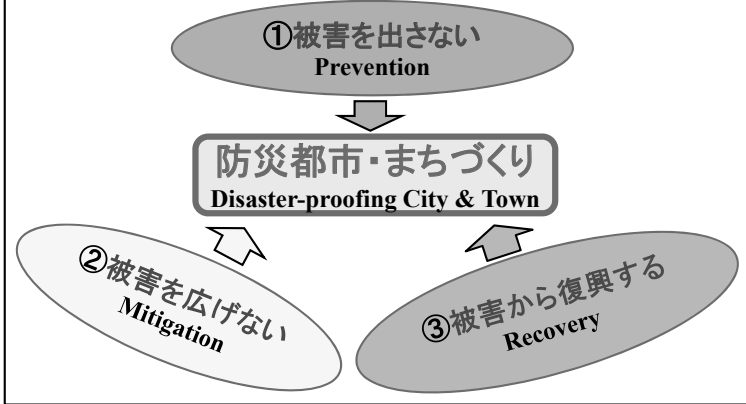 ①被害を出さない
Prevention
防災都市・まちづくり
Disaster-proofing City & Town
②被害を広げない
Mitigation
③被害から復興する
Recovery